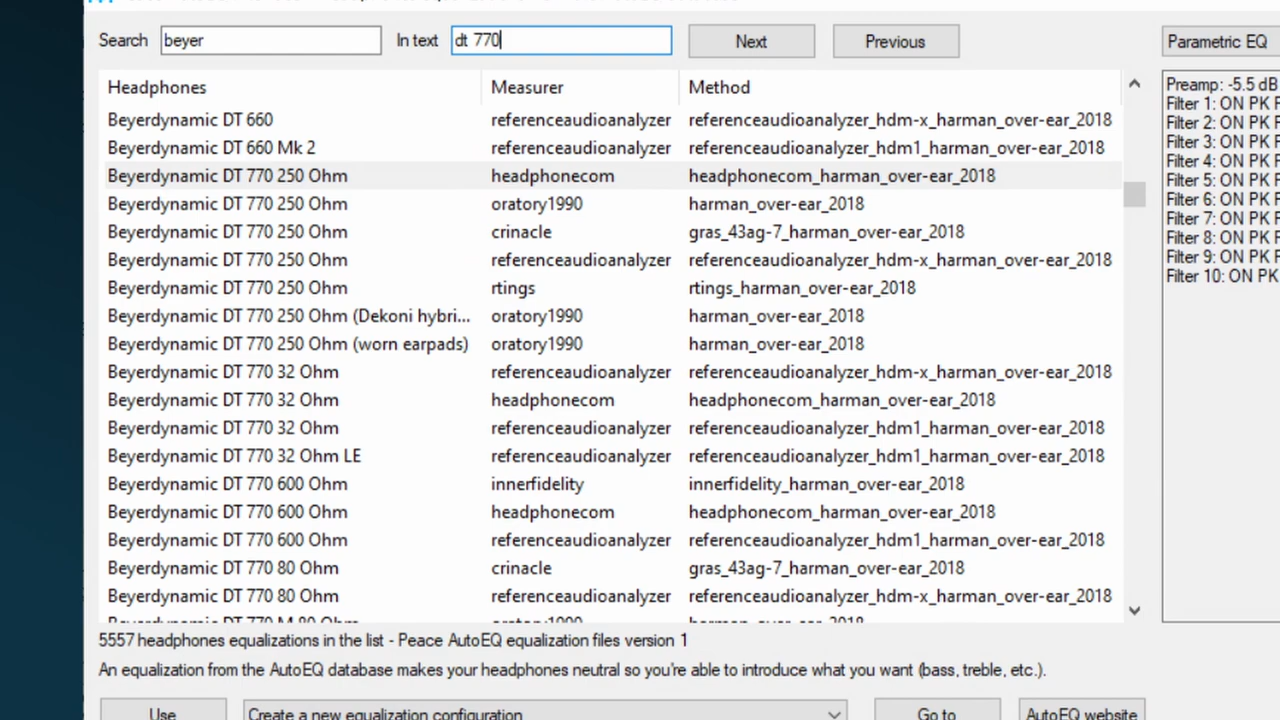 Search beyer In text dt 770 Next Previous Parametric EQ
Headphones Measurer Method
Preamp: -5.5 dB
Beyerdynamic DT 660 referenceaudioanalyzer referenceaudioanalyzer_hdm-x_harman_over-ear_2018
Beyerdynamic DT 660 Mk 2 referenceaudioanalyzer referenceaudioanalyzer_hdm1_harman_over-ear_2018
Beyerdynamic DT 770 250 Ohm headphonecom headphonecom_harman_over-ear_2018
Beyerdynamic DT 770 250 Ohm oratory1990 harman_over-ear_2018
Beyerdynamic DT 770 250 Ohm crinacle gras_43ag-7_harman_over-ear_2018
Beyerdynamic DT 770 250 Ohm referenceaudioanalyzer referenceaudioanalyzer_hdm-x_harman_over-ear_2018
Beyerdynamic DT 770 250 Ohm rtings rtings_harman_over-ear_2018
Beyerdynamic DT 770 250 Ohm (Dekoni hybri... oratory1990 harman_over-ear_2018
Beyerdynamic DT 770 250 Ohm (worn earpads) oratory1990 harman_over-ear_2018
Beyerdynamic DT 770 32 Ohm referenceaudioanalyzer referenceaudioanalyzer_hdm-x_harman_over-ear_2018
Beyerdynamic DT 770 32 Ohm headphonecom headphonecom_harman_over-ear_2018
Beyerdynamic DT 770 32 Ohm referenceaudioanalyzer referenceaudioanalyzer_hdm1_harman_over-ear_2018
Beyerdynamic DT 770 32 Ohm LE referenceaudioanalyzer referenceaudioanalyzer_hdm1_harman_over-ear_2018
Beyerdynamic DT 770 600 Ohm innerfidelity innerfidelity_harman_over-ear_2018
Beyerdynamic DT 770 600 Ohm headphonecom headphonecom_harman_over-ear_2018
Beyerdynamic DT 770 600 Ohm referenceaudioanalyzer referenceaudioanalyzer_hdm1_harman_over-ear_2018
Beyerdynamic DT 770 80 Ohm crinacle gras_43ag-7_harman_over-ear_2018
Beyerdynamic DT 770 80 Ohm referenceaudioanalyzer referenceaudioanalyzer_hdm-x_harman_over-ear_2018
Beyerdynamic DT 770 M 80 Ohm oratory1990 harman_over-ear_2018
Filter 1: ON PK F
Filter 2: ON PK F
Filter 3: ON PK F
Filter 4: ON PK F
Filter 5: ON PK F
Filter 6: ON PK F
Filter 7: ON PK F
Filter 8: ON PK F
Filter 9: ON PK F
Filter 10: ON PK
5557 headphones equalizations in the list - Peace AutoEQ equalization files version 1
An equalization from the AutoEQ database makes your headphones neutral so you're able to introduce what you want (bass, treble, etc.).
Use Create a new equalization configuration Go to AutoEQ website